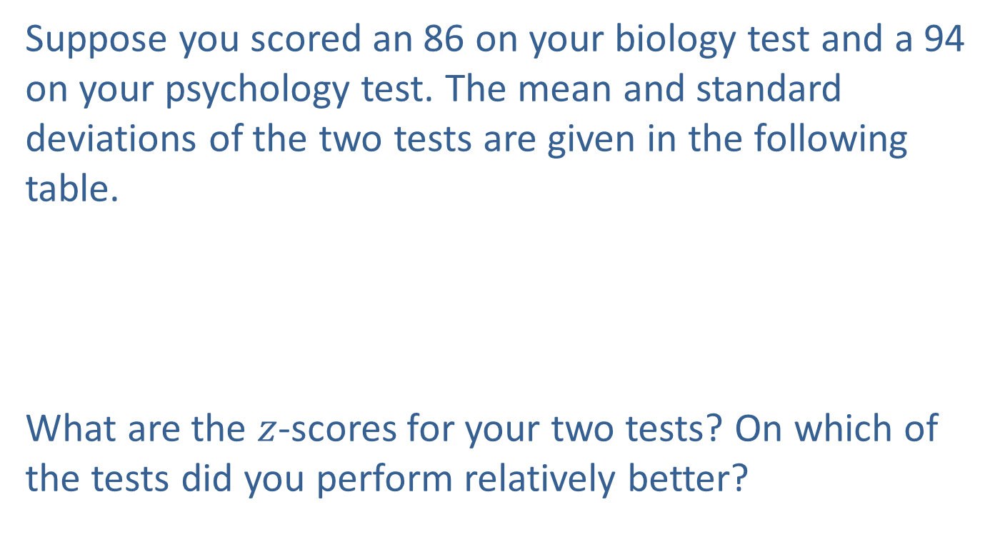 Suppose you scored an 86 on your biology test and a 94
on your psychology test. The mean and standard
deviations of the two tests are given in the following
table.
What are the z-scores for your two tests? On which of
the tests did you perform relatively better?